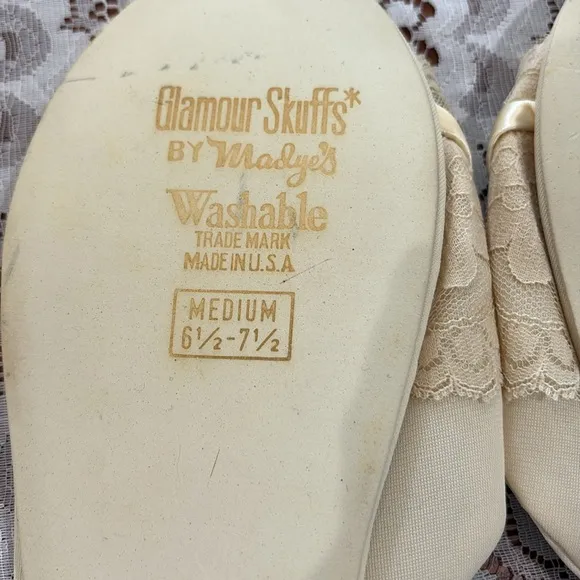 Glamour Skuffs*
BY Madye's
Washable
TRADE MARK
MADE IN U.S.A
MEDIUM
6½-7½